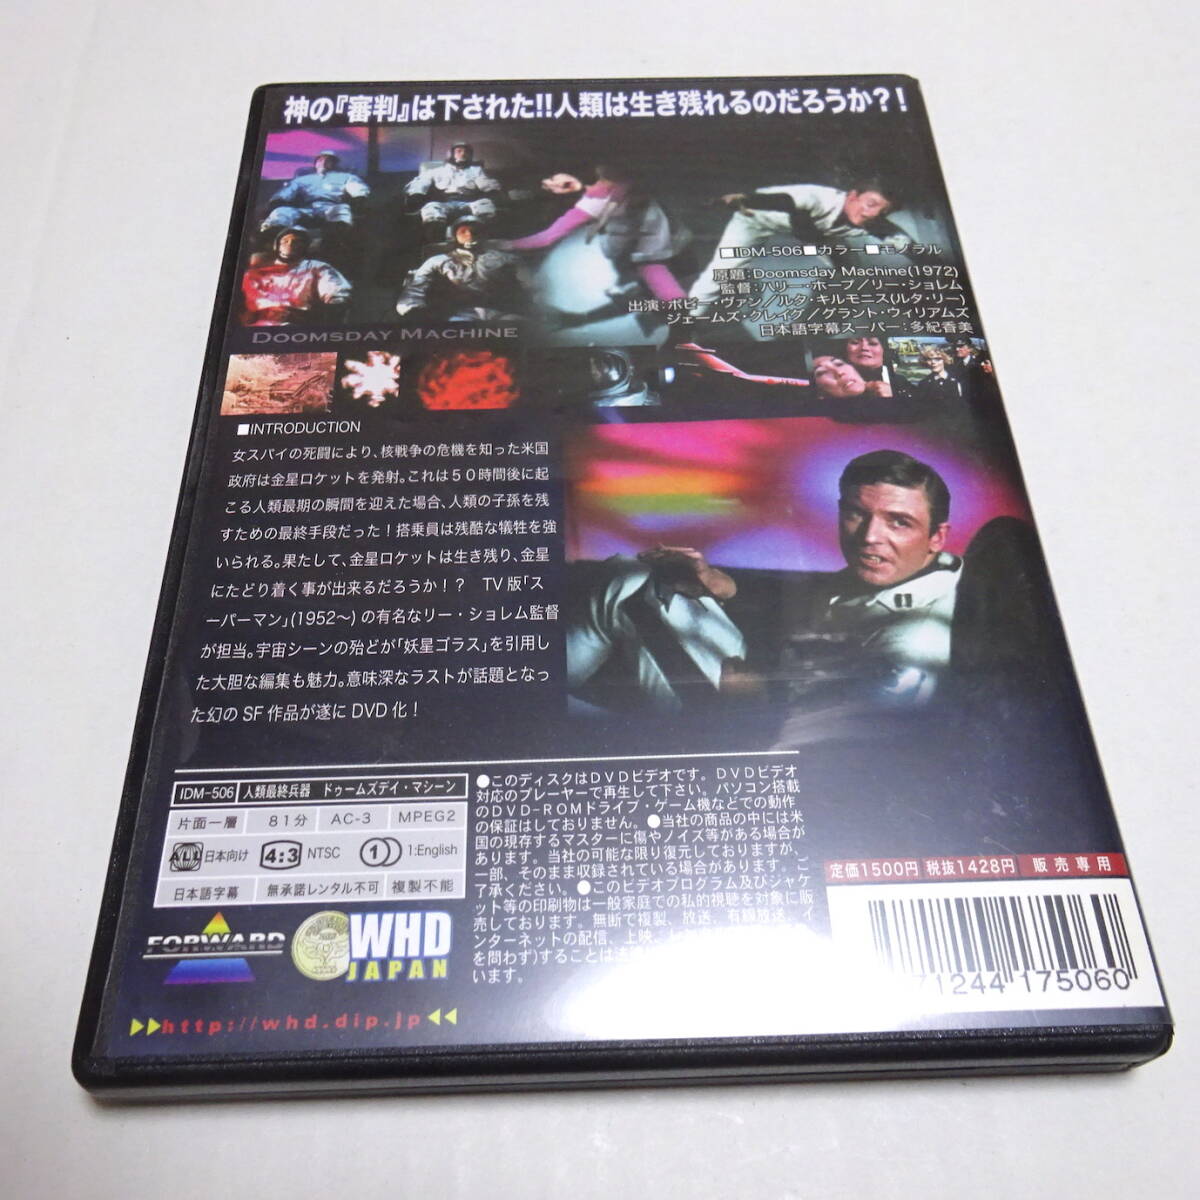 神の『審判』は下された!!人類は生き残れるのだろうか?!
■IDM-506■カラー■モノラル
原題:Doomsday Machine(1972)
監督:ハリー・ホープ/リー・ショレム
出演:ボビー・ヴァン/ルタ・キルモニス(ルタ・リー)
ジェームズ・クレイグ/グラント・ウィリアムズ
日本語字幕スーパー:多紀香美
DOOMSDAY MACHINE
■INTRODUCTION
女スパイの死闘により、核戦争の危機を知った米国
政府は金星ロケットを発射。これは50時間後に起
こる人類最期の瞬間を迎えた場合、人類の子孫を残
すための最終手段だった!搭乗員は残酷な犠牲を強
いられる。果たして、金星ロケットは生き残り、金星
にたどり着く事が出来るだろうか!? TV版「ス
ーパーマン」(1952～)の有名なリー・ショレム監督
が担当。宇宙シーンの殆どが「妖星ゴラス」を引用し
た大胆な編集も魅力。意味深なラストが話題となっ
た幻のSF作品が遂にDVD化!
IDM-506 人類最終兵器 ドゥームズデイ・マシーン
片面一層 81分 AC-3 MPEG2
ALL 日本向け 4:3 NTSC 1 1:English
日本語字幕 無承諾レンタル不可 複製不能
FORWARD
WHD
JAPAN
http://whd.dip.jp
●このディスクはDVDビデオです。DVDビデオ
対応のプレーヤーで再生して下さい。パソコン搭載
のDVD-ROMドライブ・ゲーム機などでの動作
の保証はしておりません。●当社の商品の中には米
国の現存するマスターに傷やノイズ等がある場合が
あります。当社の可能な限り復元しておりますが、
一部、そのまま収録されている場合があります。ご
了承ください。●このビデオプログラム及びジャケ
ット等の印刷物は一般家庭での私的視聴を対象に販
売しております。無断で複製、放送、有線放送、イ
ンターネットの配信、上映、
を問わず)することは
います。
定価1500円 税抜1428円 販売専用
71244 175060